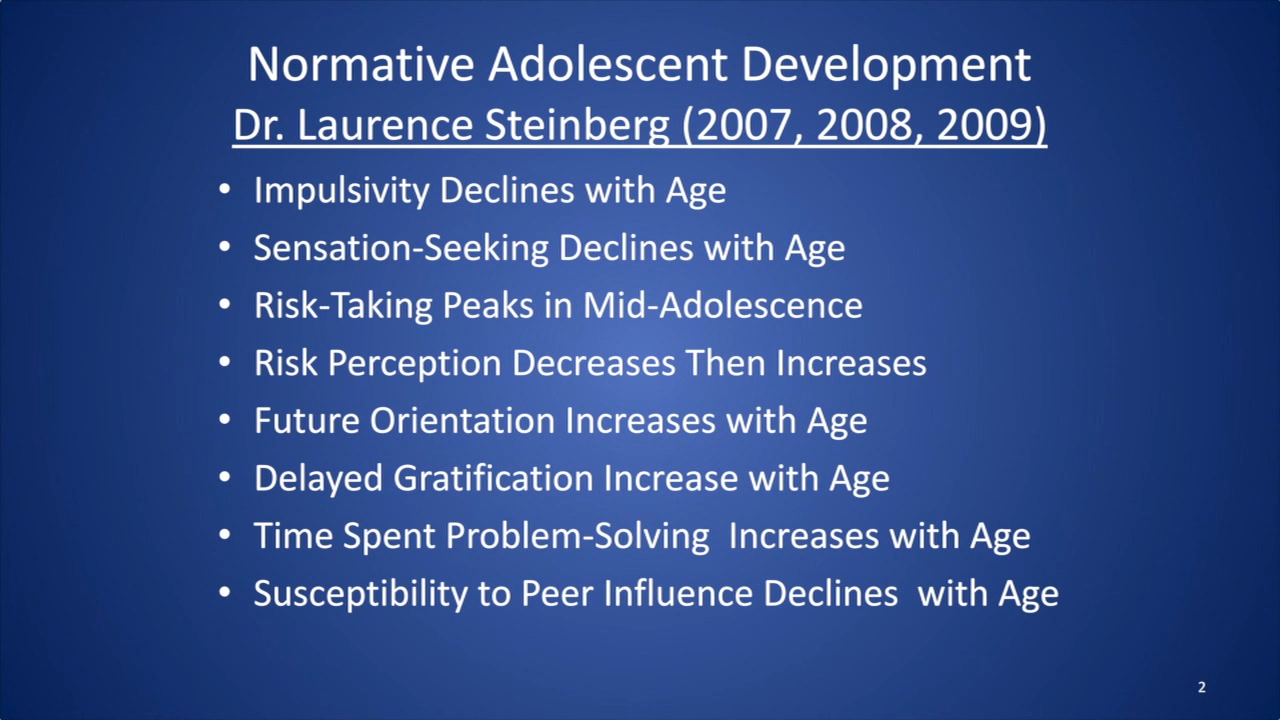 Normative Adolescent Development
Dr. Laurence Steinberg (2007, 2008, 2009)
• Impulsivity Declines with Age
• Sensation-Seeking Declines with Age
• Risk-Taking Peaks in Mid-Adolescence
• Risk Perception Decreases Then Increases
• Future Orientation Increases with Age
• Delayed Gratification Increase with Age
• Time Spent Problem-Solving  Increases with Age
• Susceptibility to Peer Influence Declines  with Age
2